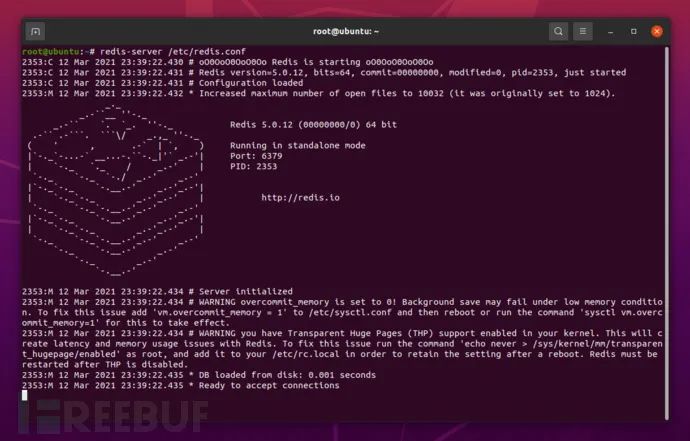 root@ubuntu: ~
root@ubuntu:~# redis-server /etc/redis.conf
2353:C 12 Mar 2021 23:39:22.430 # oO0OoO0OoO0Oo Redis is starting oO0OoO0OoO0Oo
2353:C 12 Mar 2021 23:39:22.431 # Redis version=5.0.12, bits=64, commit=00000000, modified=0, pid=2353, just started
2353:C 12 Mar 2021 23:39:22.431 # Configuration loaded
2353:M 12 Mar 2021 23:39:22.432 * Increased maximum number of open files to 10032 (it was originally set to 1024).
Redis 5.0.12 (00000000/0) 64 bit
Running in standalone mode
Port: 6379
PID: 2353
http://redis.io
2353:M 12 Mar 2021 23:39:22.434 # Server initialized
2353:M 12 Mar 2021 23:39:22.434 # WARNING overcommit_memory is set to 0! Background save may fail under low memory conditio
n. To fix this issue add 'vm.overcommit_memory = 1' to /etc/sysctl.conf and then reboot or run the command 'sysctl vm.overc
ommit_memory=1' for this to take effect.
2353:M 12 Mar 2021 23:39:22.434 # WARNING you have Transparent Huge Pages (THP) support enabled in your kernel. This will c
reate latency and memory usage issues with Redis. To fix this issue run the command 'echo never > /sys/kernel/mm/transparen
t_hugepage/enabled' as root, and add it to your /etc/rc.local in order to retain the setting after a reboot. Redis must be
restarted after THP is disabled.
2353:M 12 Mar 2021 23:39:22.435 * DB loaded from disk: 0.001 seconds
2353:M 12 Mar 2021 23:39:22.435 * Ready to accept connections
FREEBUF